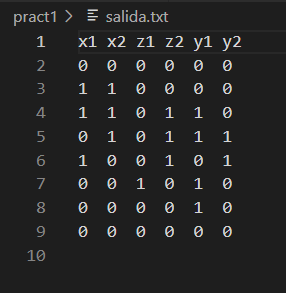 pract1 > salida.txt
1 x1 x2 z1 z2 y1 y2
2 0 0 0 0 0 0
3 1 1 0 0 0 0
4 1 1 0 1 1 0
5 0 1 0 1 1 1
6 1 0 0 1 0 1
7 0 0 1 0 1 0
8 0 0 0 0 1 0
9 0 0 0 0 0 0
10